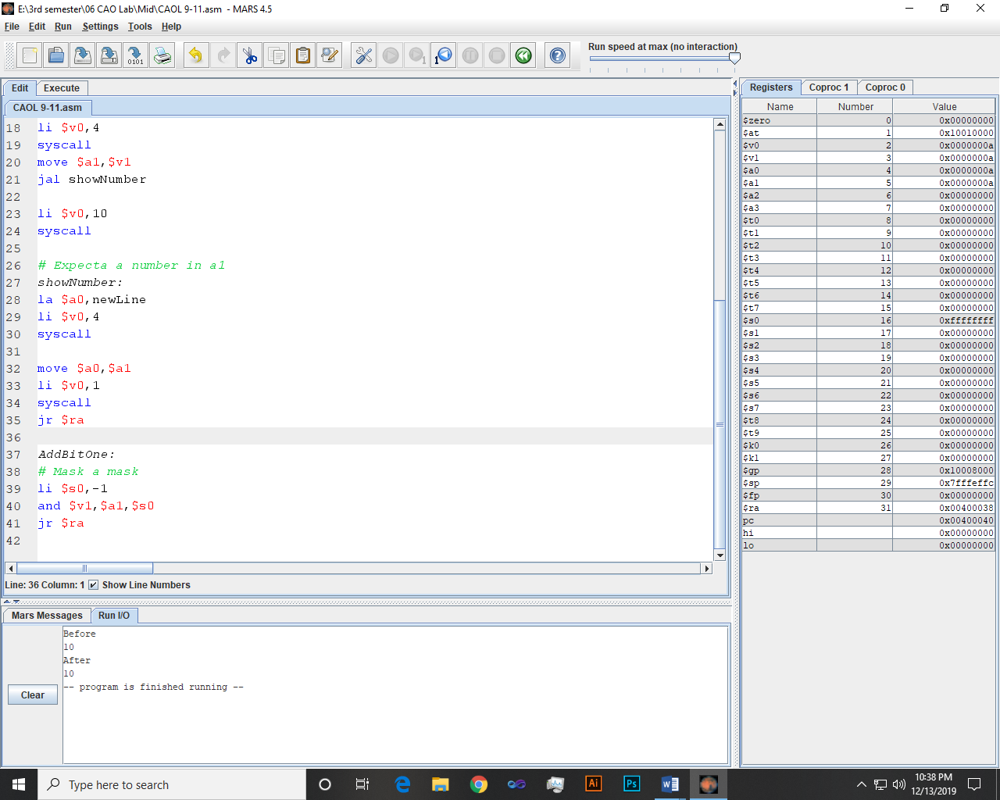 E:\3rd semester\06 CAO Lab\Mid\CAOL 9-11.asm - MARS 4.5
File Edit Run Settings Tools Help
Run speed at max (no interaction)
Edit Execute
CAOL 9-11.asm
18 li $v0,4
19 syscall
20 move $a1,$v1
21 jal showNumber
22
23 li $v0,10
24 syscall
25
26 # Expecta a number in a1
27 showNumber:
28 la $a0,newLine
29 li $v0,4
30 syscall
31
32 move $a0,$a1
33 li $v0,1
34 syscall
35 jr $ra
36
37 AddBitOne:
38 # Mask a mask
39 li $s0,-1
40 and $v1,$a1,$s0
41 jr $ra
42
Line: 36 Column: 1 Show Line Numbers
Mars Messages Run I/O
Clear
Before
10
After
10
-- program is finished running --
Registers Coproc 1 Coproc 0
Name Number Value
$zero 0 0x00000000
$at 1 0x10010000
$v0 2 0x0000000a
$v1 3 0x0000000a
$a0 4 0x0000000a
$a1 5 0x0000000a
$a2 6 0x00000000
$a3 7 0x00000000
$t0 8 0x00000000
$t1 9 0x00000000
$t2 10 0x00000000
$t3 11 0x00000000
$t4 12 0x00000000
$t5 13 0x00000000
$t6 14 0x00000000
$t7 15 0x00000000
$s0 16 0xffffffff
$s1 17 0x00000000
$s2 18 0x00000000
$s3 19 0x00000000
$s4 20 0x00000000
$s5 21 0x00000000
$s6 22 0x00000000
$s7 23 0x00000000
$t8 24 0x00000000
$t9 25 0x00000000
$k0 26 0x00000000
$k1 27 0x00000000
$gp 28 0x10008000
$sp 29 0x7fffeffc
$fp 30 0x00000000
$ra 31 0x00400038
pc 0x00400040
hi 0x00000000
lo 0x00000000
Type here to search
Ai
Ps
10:38 PM
12/13/2019